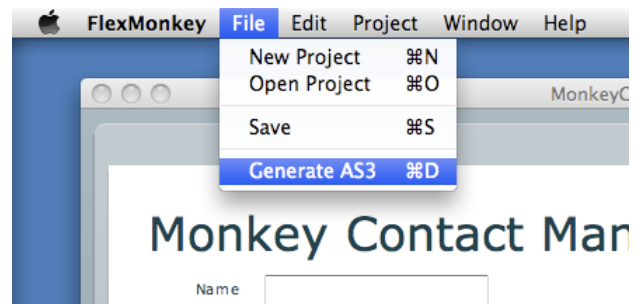 FlexMonkey File Edit Project Window Help
New Project ⌘N
Open Project ⌘O
MonkeyC
Save ⌘S
Generate AS3 ⌘D
Monkey Contact Man
Name